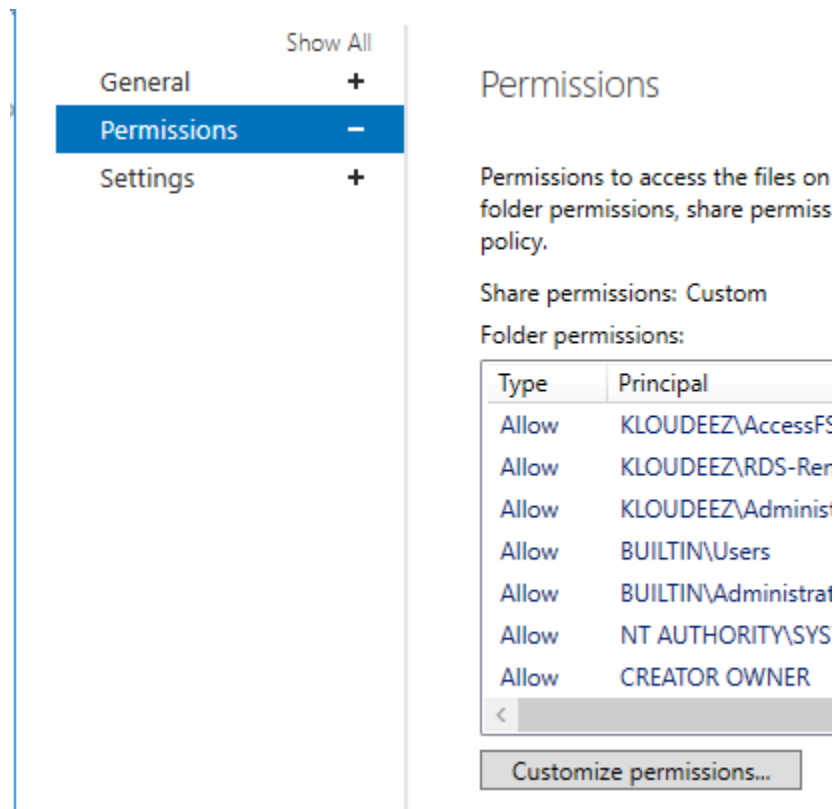 Show All
General +
Permissions −
Settings +
Permissions
Permissions to access the files on
folder permissions, share permiss
policy.
Share permissions: Custom
Folder permissions:
Type Principal
Allow KLOUDEEZ\AccessFS
Allow KLOUDEEZ\RDS-Rem
Allow KLOUDEEZ\Administ
Allow BUILTIN\Users
Allow BUILTIN\Administrat
Allow NT AUTHORITY\SYS
Allow CREATOR OWNER
Customize permissions...